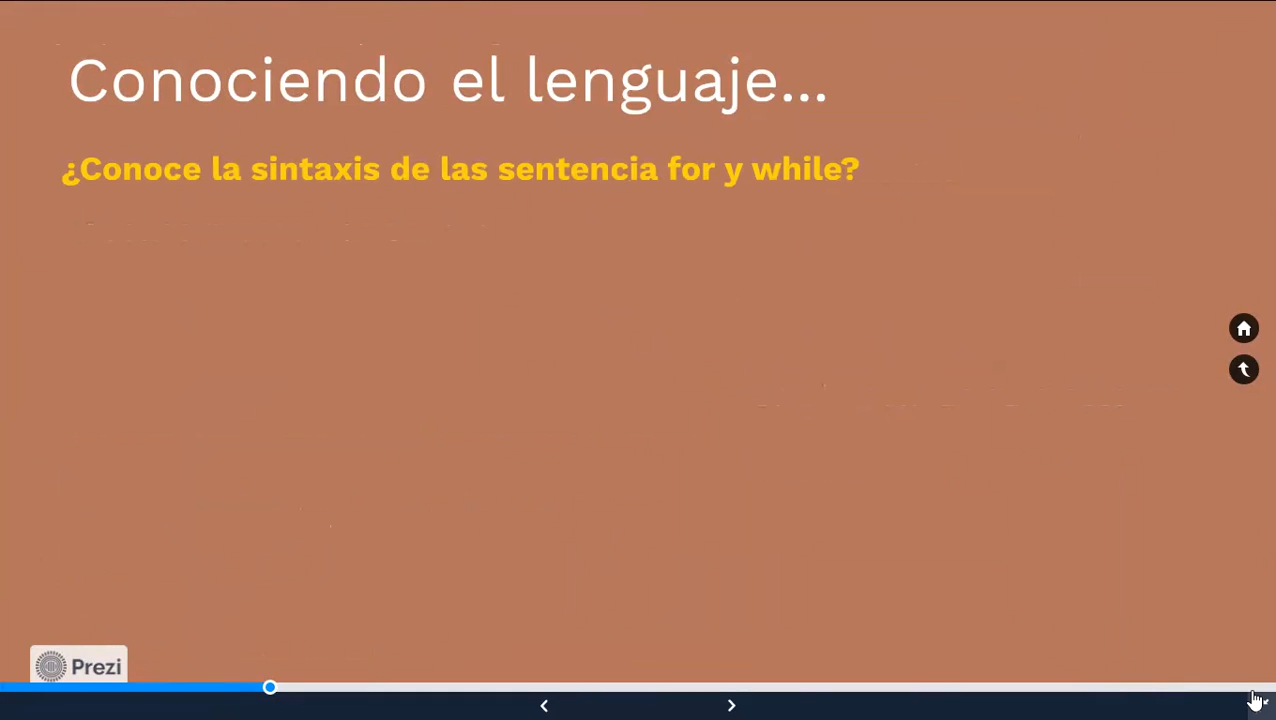 Conociendo el lenguaje...
¿Conoce la sintaxis de las sentencia for y while?
Prezi